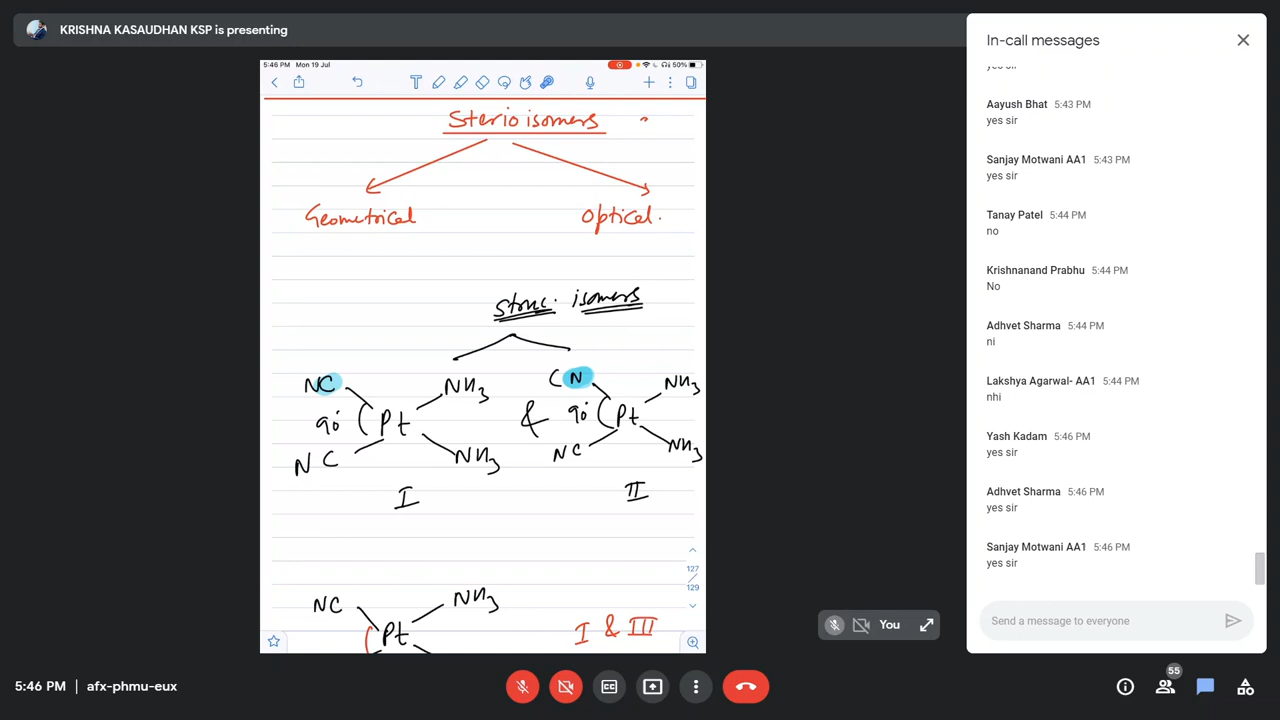 KRISHNA KASAUDHAN KSP is presenting
5:46 PM Mon 19 Jul
50%
T
Sterio isomers
Geometrical
Optical.
struc. isomers
NC
NH3
CN
NH3
90°
Pt
&
90°
Pt
NC
NH3
NC
NH3
I
II
127
129
NC
NH3
Pt
I & III
In-call messages
yes sir
Aayush Bhat 5:43 PM
yes sir
Sanjay Motwani AA1 5:43 PM
yes sir
Tanay Patel 5:44 PM
no
Krishnanand Prabhu 5:44 PM
No
Adhvet Sharma 5:44 PM
ni
Lakshya Agarwal- AA1 5:44 PM
nhi
Yash Kadam 5:46 PM
yes sir
Adhvet Sharma 5:46 PM
yes sir
Sanjay Motwani AA1 5:46 PM
yes sir
Send a message to everyone
You
5:46 PM | afx-phmu-eux
CC
55